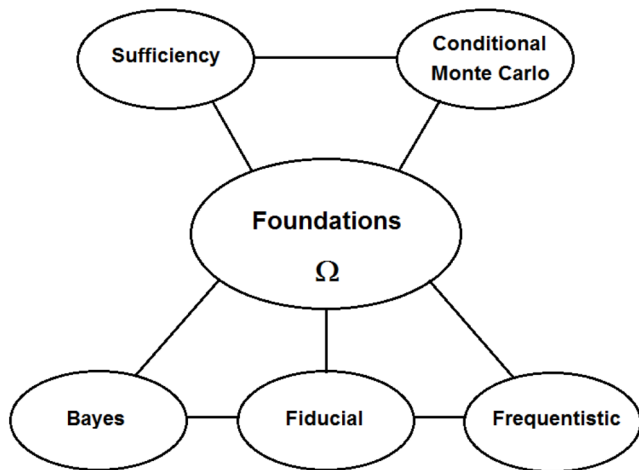 Sufficiency
Conditional
Monte Carlo
Foundations
Ω
Bayes
Fiducial
Frequentistic